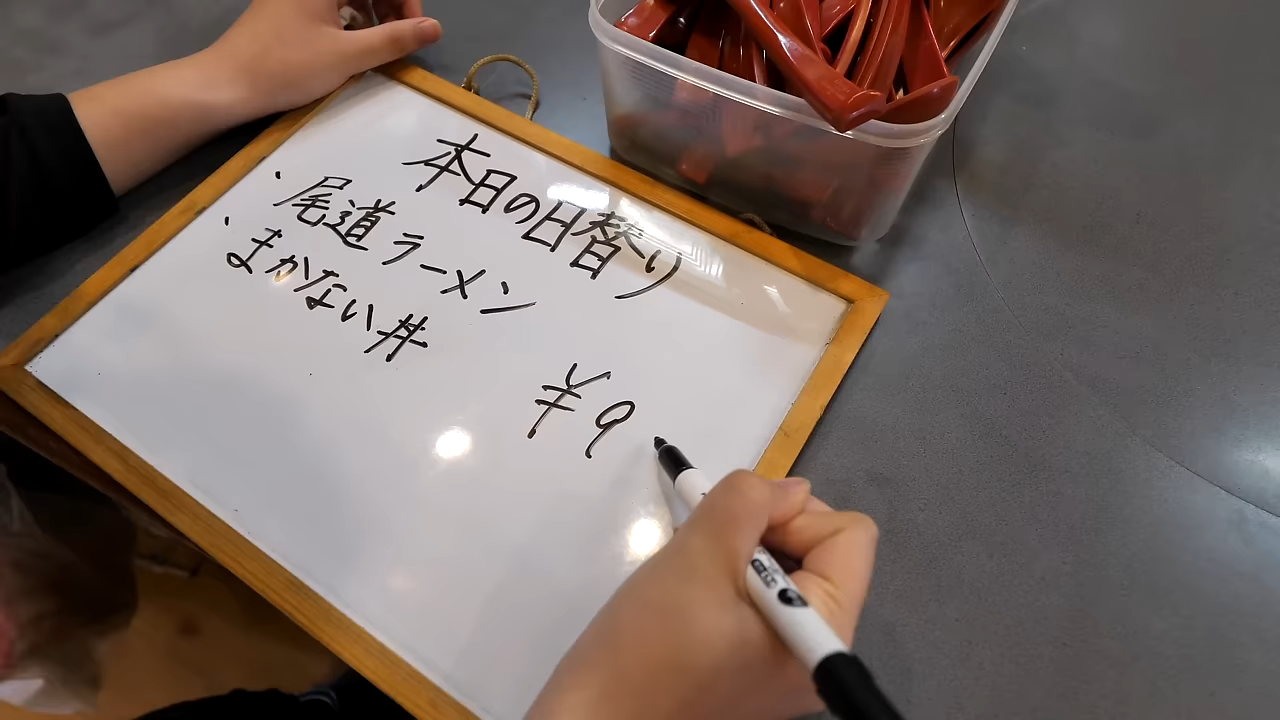 本日の日替り
・尾道ラーメン
・まかない丼
¥9